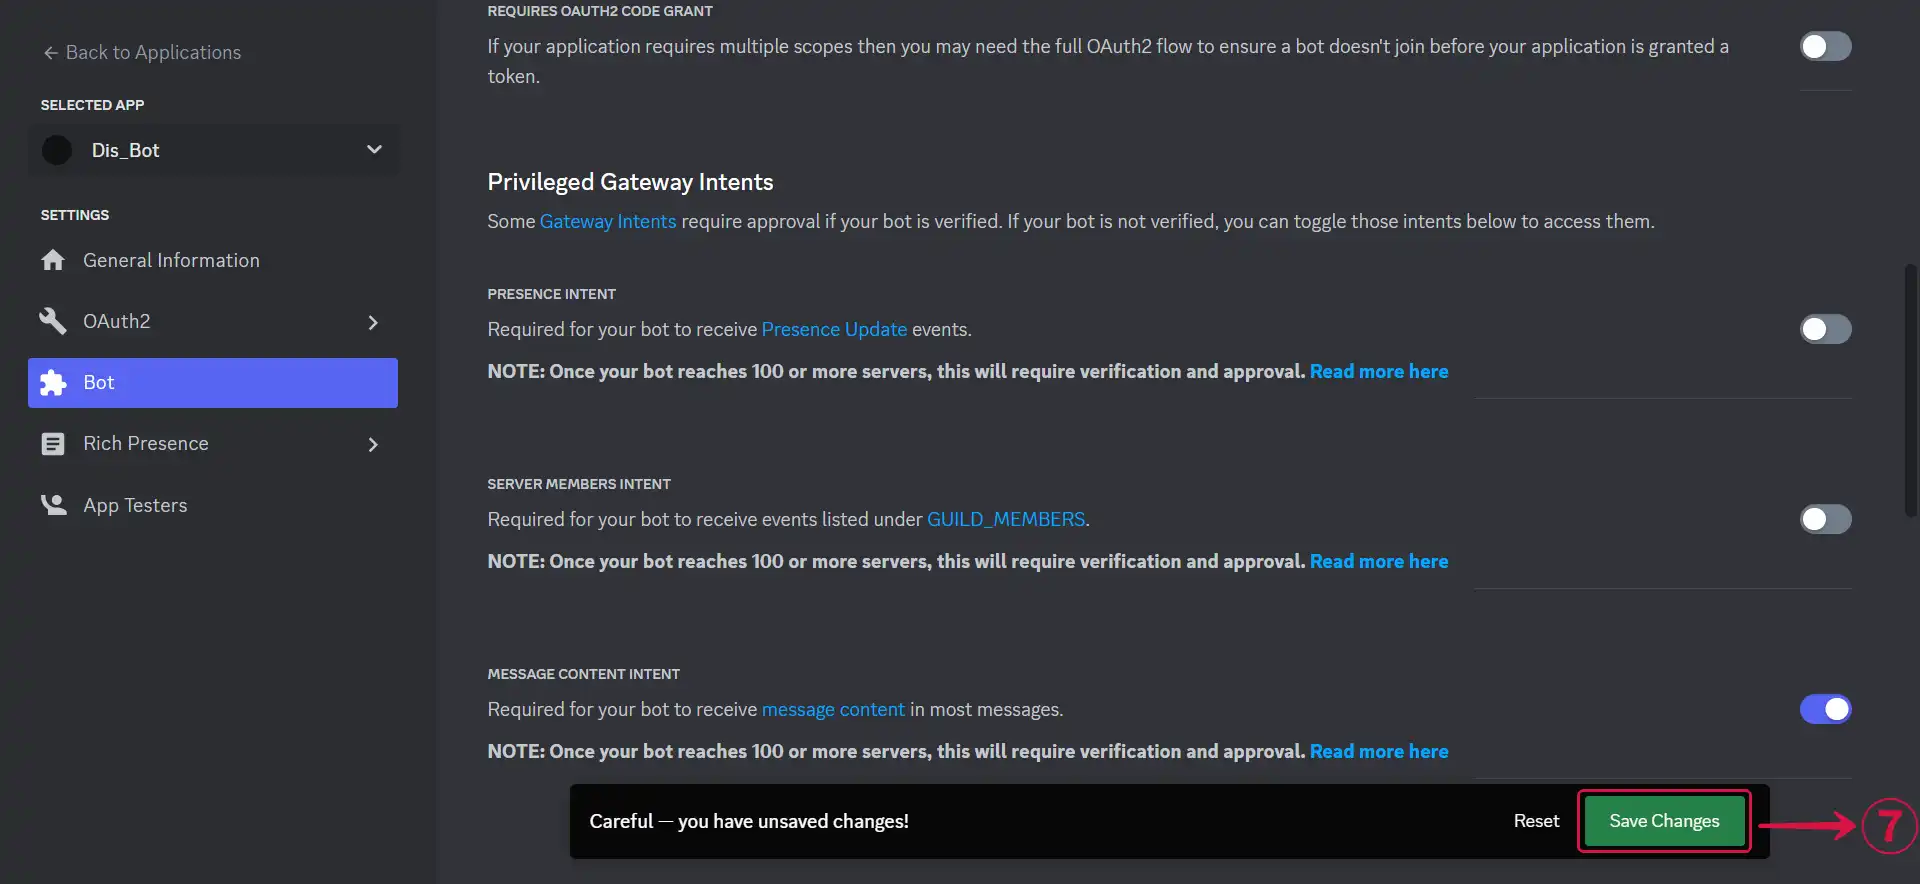 ← Back to Applications
SELECTED APP
Dis_Bot
SETTINGS
General Information
OAuth2
Bot
Rich Presence
App Testers
REQUIRES OAUTH2 CODE GRANT
If your application requires multiple scopes then you may need the full OAuth2 flow to ensure a bot doesn't join before your application is granted a
token.
Privileged Gateway Intents
Some Gateway Intents require approval if your bot is verified. If your bot is not verified, you can toggle those intents below to access them.
PRESENCE INTENT
Required for your bot to receive Presence Update events.
NOTE: Once your bot reaches 100 or more servers, this will require verification and approval. Read more here
SERVER MEMBERS INTENT
Required for your bot to receive events listed under GUILD_MEMBERS.
NOTE: Once your bot reaches 100 or more servers, this will require verification and approval. Read more here
MESSAGE CONTENT INTENT
Required for your bot to receive message content in most messages.
NOTE: Once your bot reaches 100 or more servers, this will require verification and approval. Read more here
Careful — you have unsaved changes!
Reset
Save Changes
7